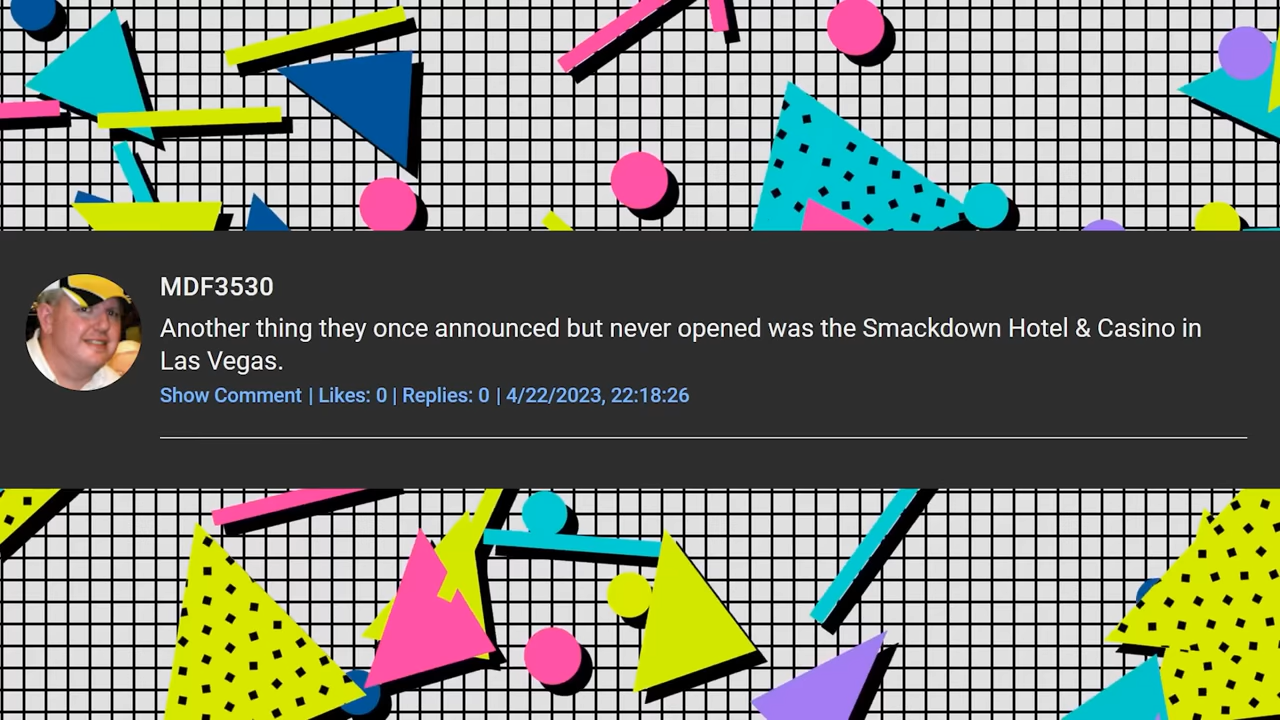 MDF3530
Another thing they once announced but never opened was the Smackdown Hotel & Casino in
Las Vegas.
Show Comment | Likes: 0 | Replies: 0 | 4/22/2023, 22:18:26